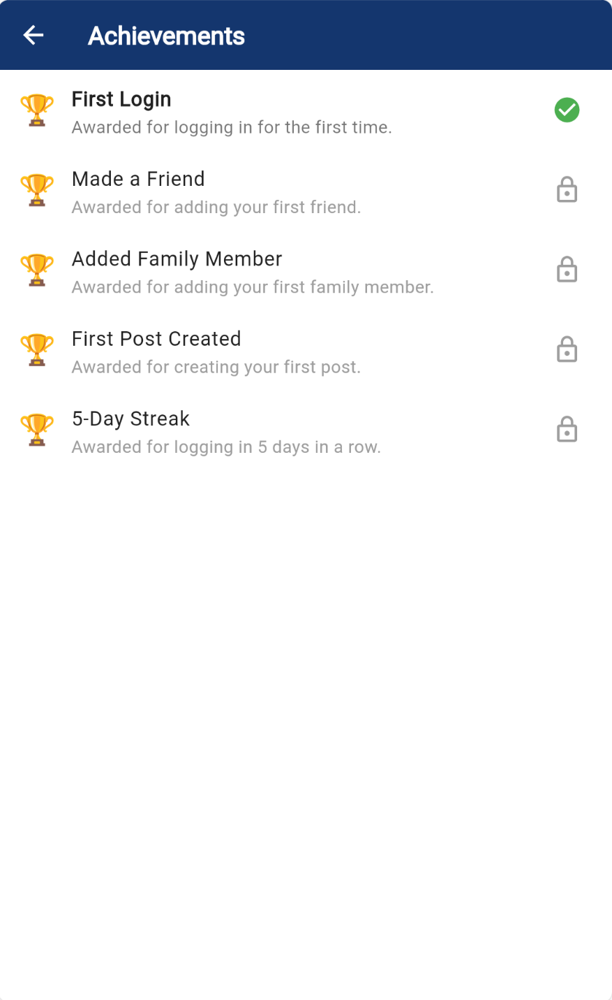 Achievements
First Login
Awarded for logging in for the first time.
Made a Friend
Awarded for adding your first friend.
Added Family Member
Awarded for adding your first family member.
First Post Created
Awarded for creating your first post.
5-Day Streak
Awarded for logging in 5 days in a row.